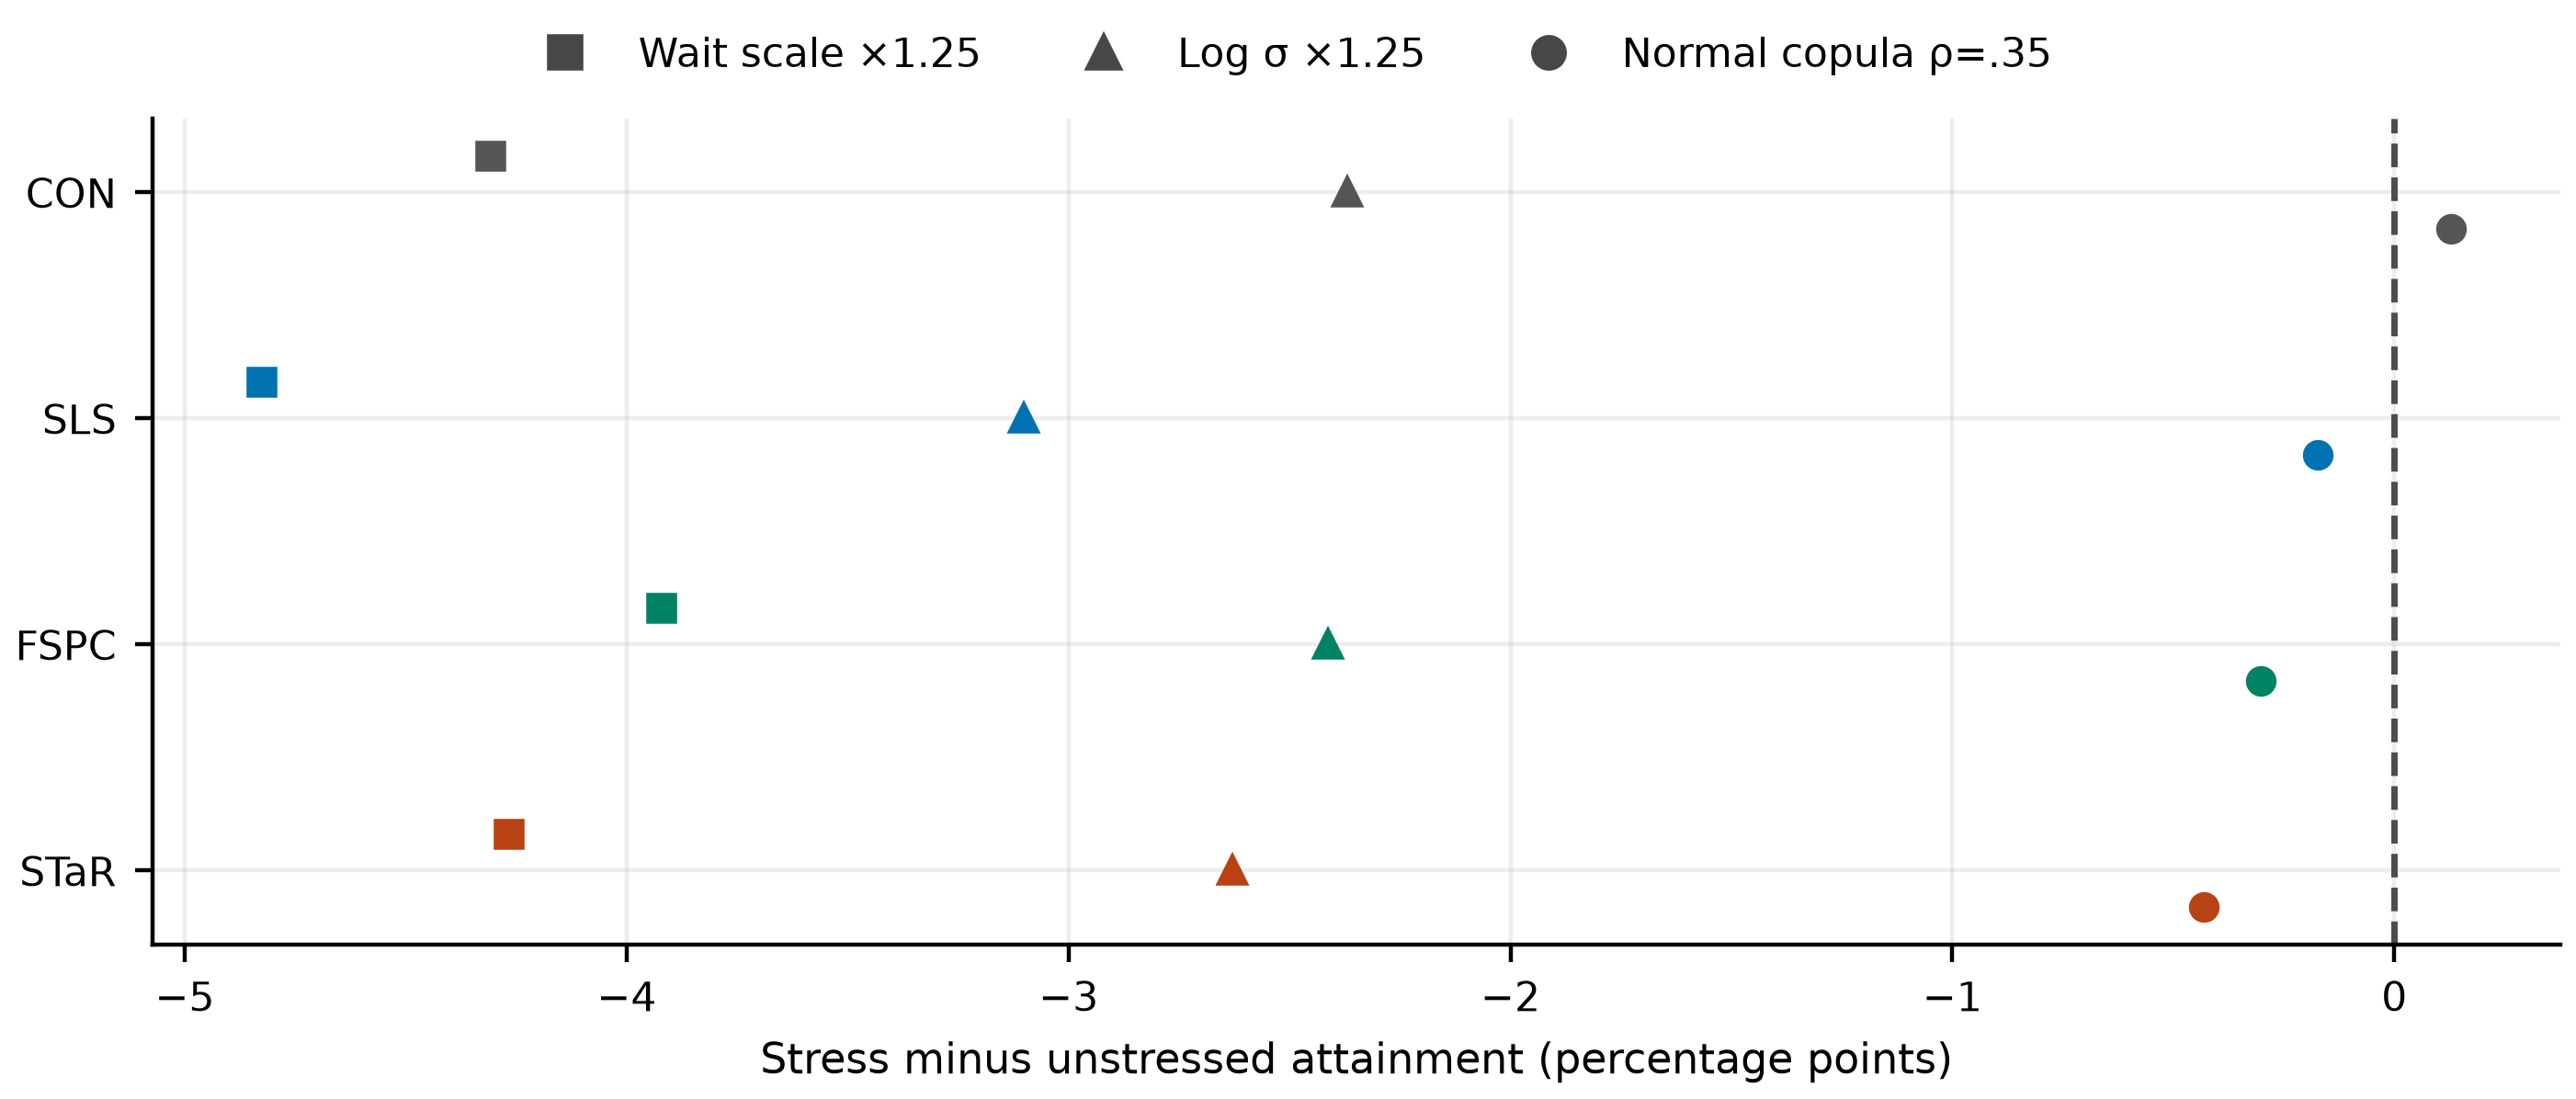 Wait scale ×1.25 Log σ ×1.25 Normal copula ρ=.35
CON
SLS
FSPC
STaR
−5 −4 −3 −2 −1 0
Stress minus unstressed attainment (percentage points)